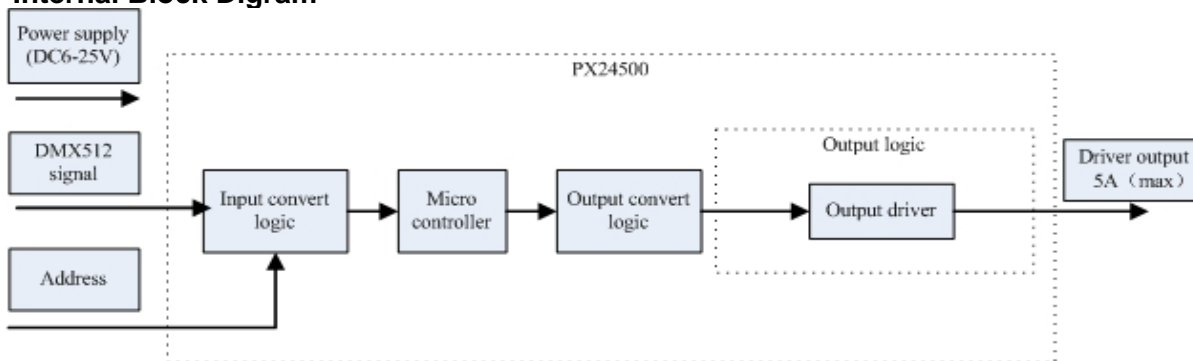 Internal Block Digram
Power supply
(DC6-25V)
PX24500
DMX512
signal
Output logic
Driver output
5A（max）
Input convert
logic
Micro
controller
Output convert
logic
Output driver
Address